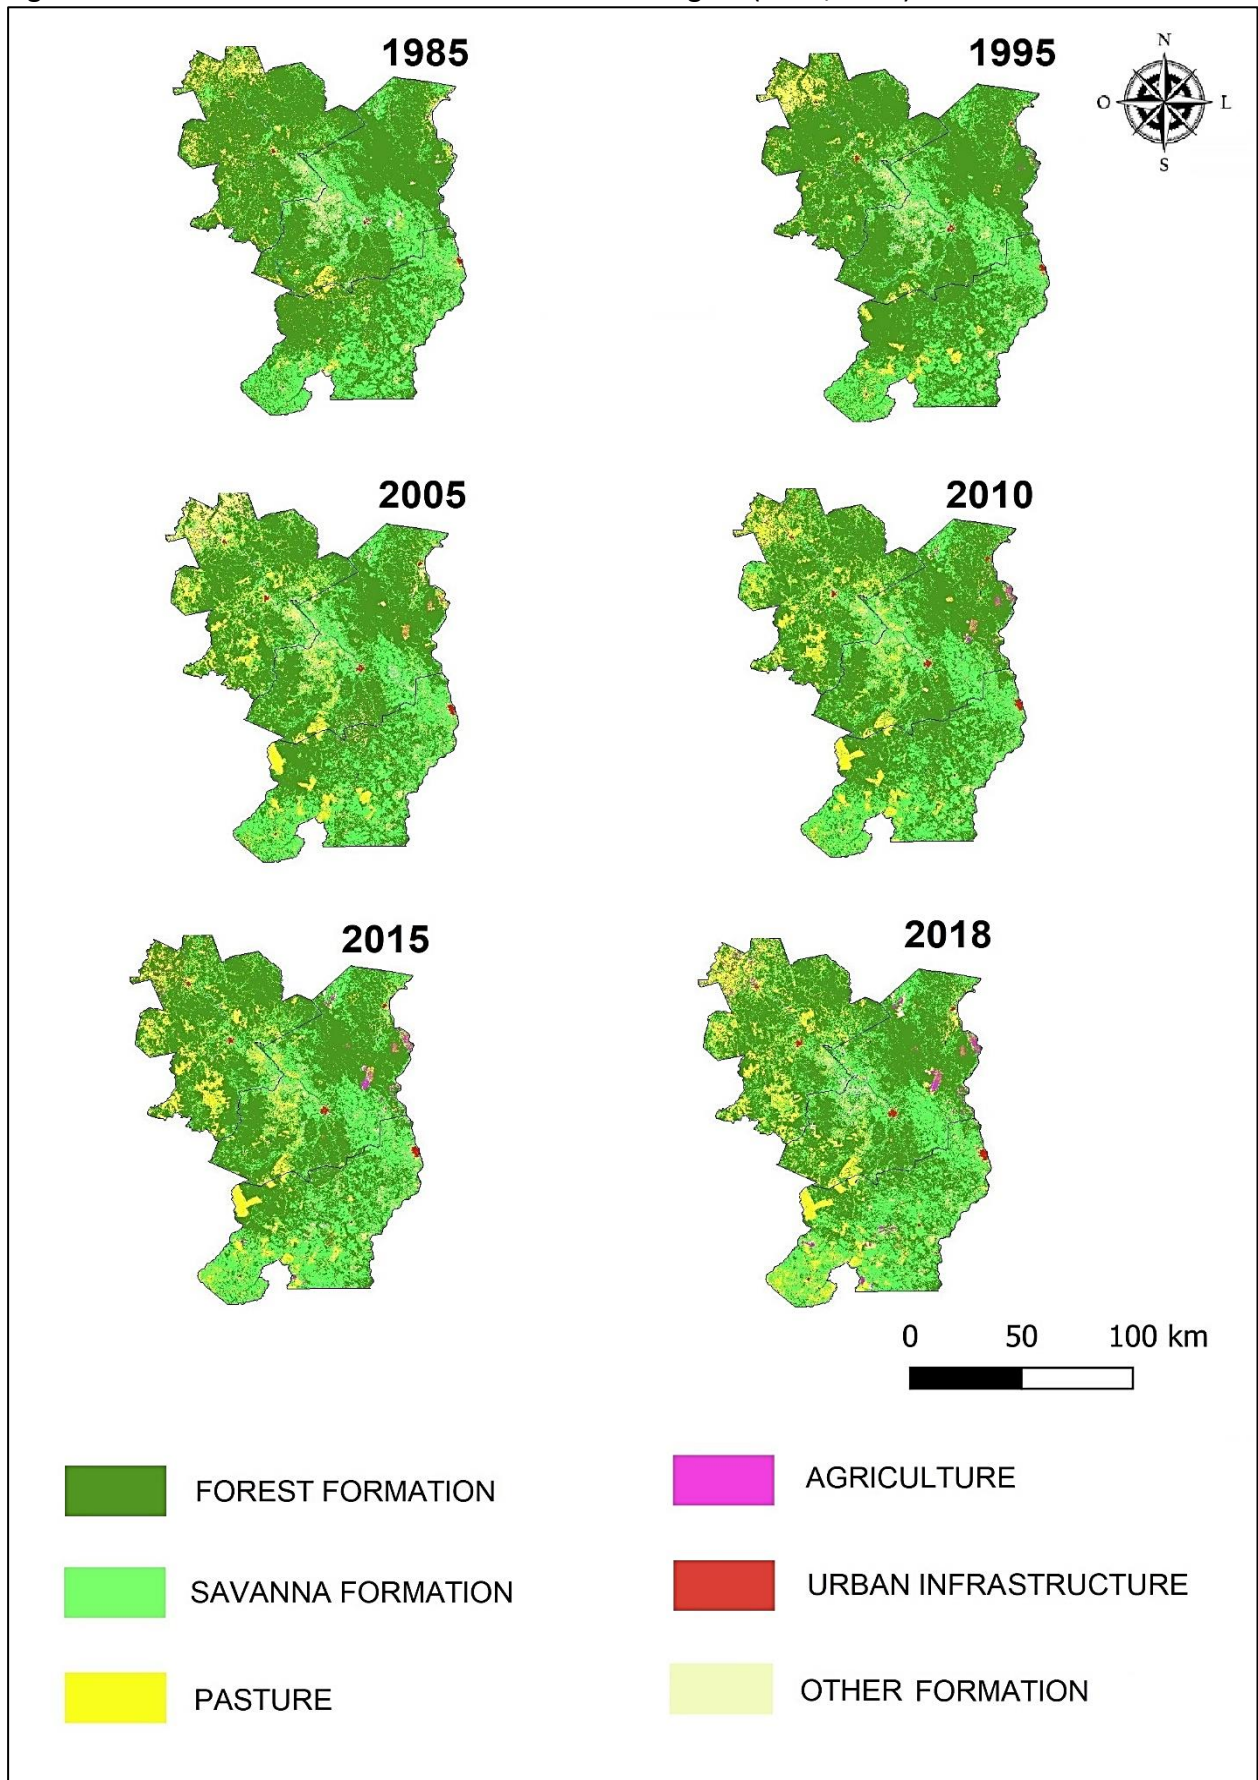 1985
1995
N
O L
S
2005
2010
2015
2018
0 50 100 km
FOREST FORMATION
AGRICULTURE
SAVANNA FORMATION
URBAN INFRASTRUCTURE
PASTURE
OTHER FORMATION